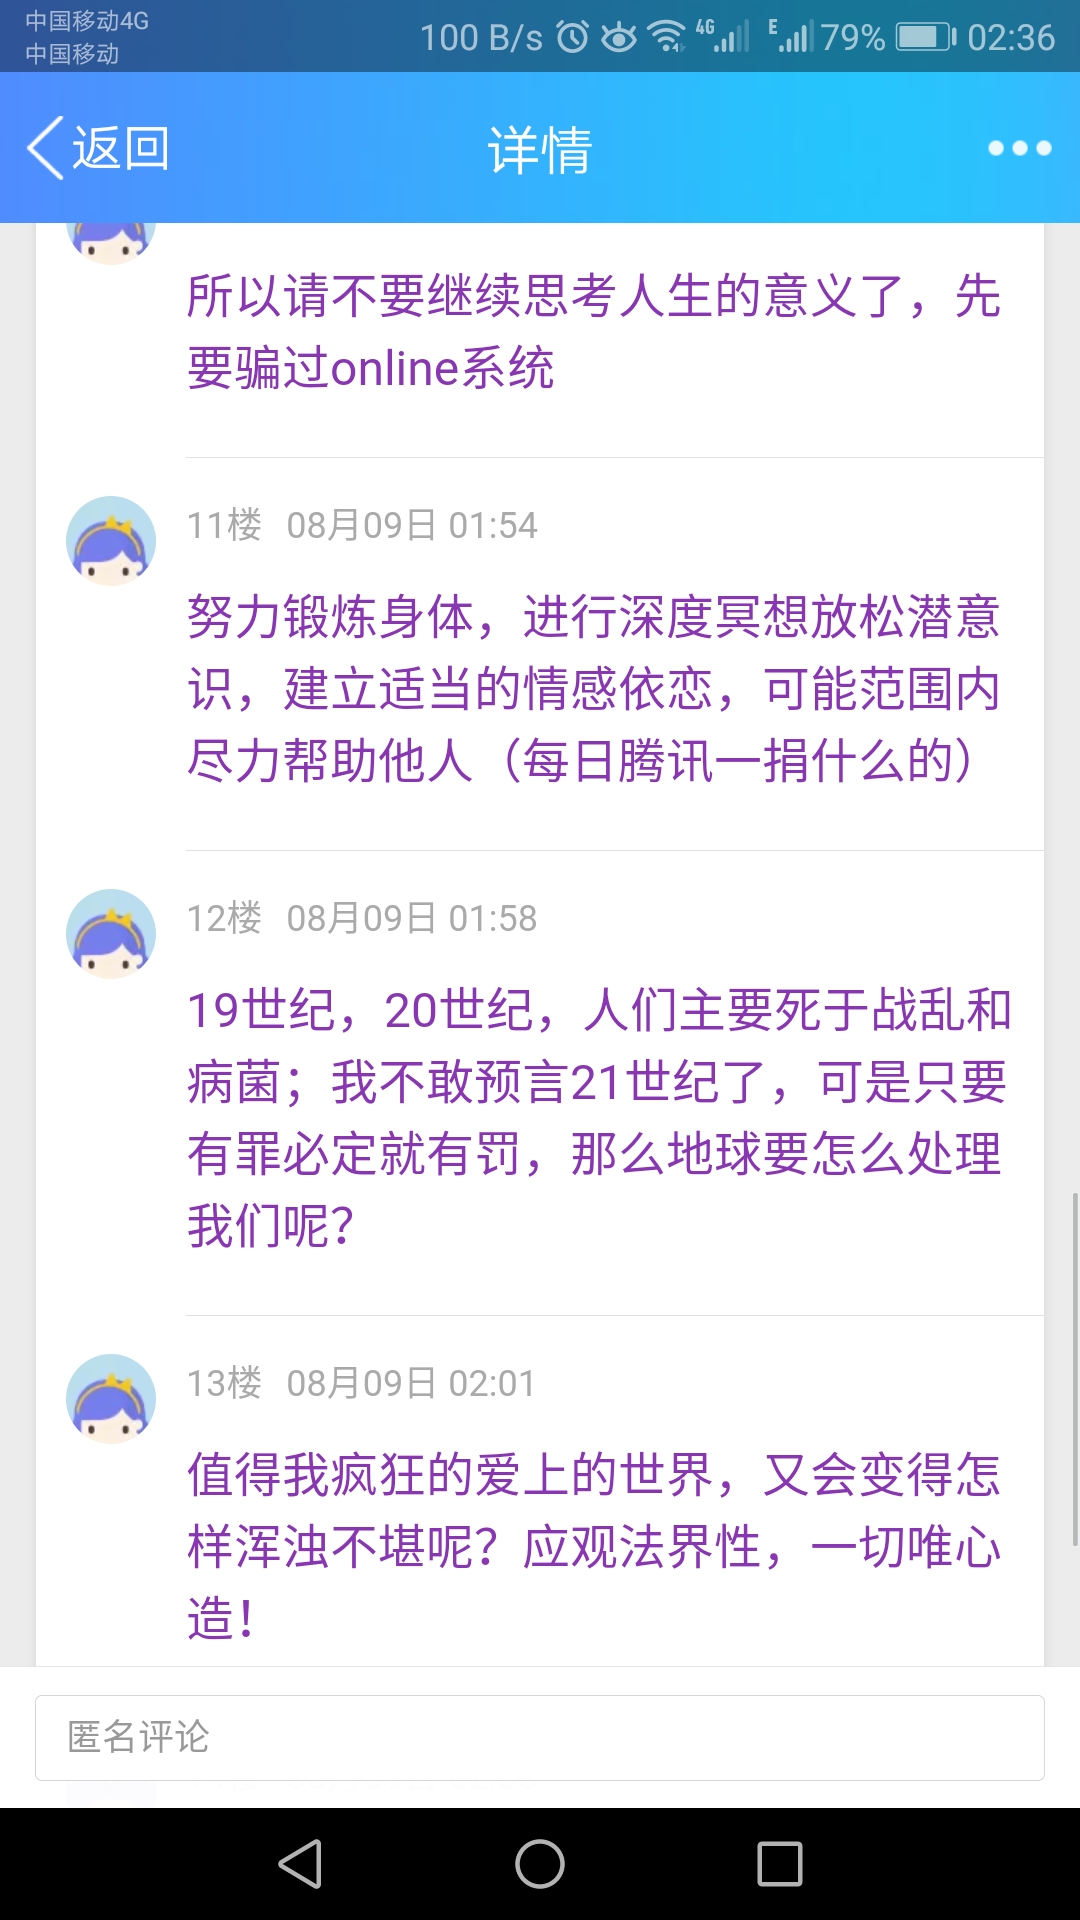 中国移动4G
中国移动
100 B/s
4G
E
79%
02:36
返回
详情
所以请不要继续思考人生的意义了，先
要骗过online系统
11楼 08月09日 01:54
努力锻炼身体，进行深度冥想放松潜意
识，建立适当的情感依恋，可能范围内
尽力帮助他人（每日腾讯一捐什么的）
12楼 08月09日 01:58
19世纪，20世纪，人们主要死于战乱和
病菌；我不敢预言21世纪了，可是只要
有罪必定就有罚，那么地球要怎么处理
我们呢？
13楼 08月09日 02:01
值得我疯狂的爱上的世界，又会变得怎
样浑浊不堪呢？应观法界性，一切唯心
造！
匿名评论